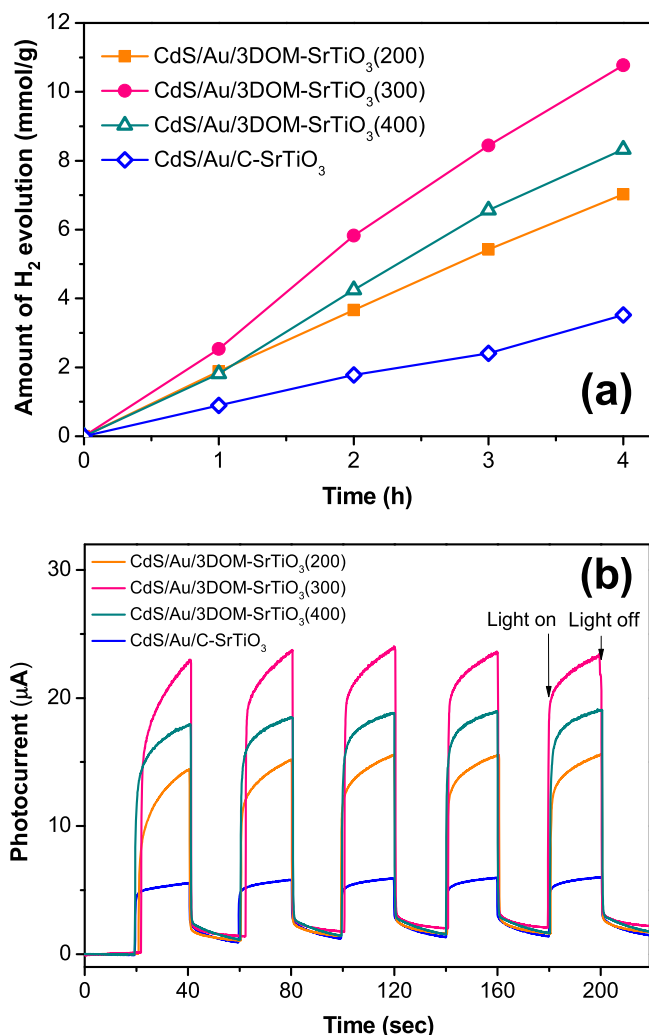 12
10
8
6
4
2
0
Amount of H₂ evolution (mmol/g)
CdS/Au/3DOM-SrTiO₃(200)
CdS/Au/3DOM-SrTiO₃(300)
CdS/Au/3DOM-SrTiO₃(400)
CdS/Au/C-SrTiO₃
(a)
0 1 2 3 4
Time (h)
30
20
10
0
Photocurrent (μA)
CdS/Au/3DOM-SrTiO₃(200)
CdS/Au/3DOM-SrTiO₃(300)
CdS/Au/3DOM-SrTiO₃(400)
CdS/Au/C-SrTiO₃
(b)
Light on Light off
0 40 80 120 160 200
Time (sec)